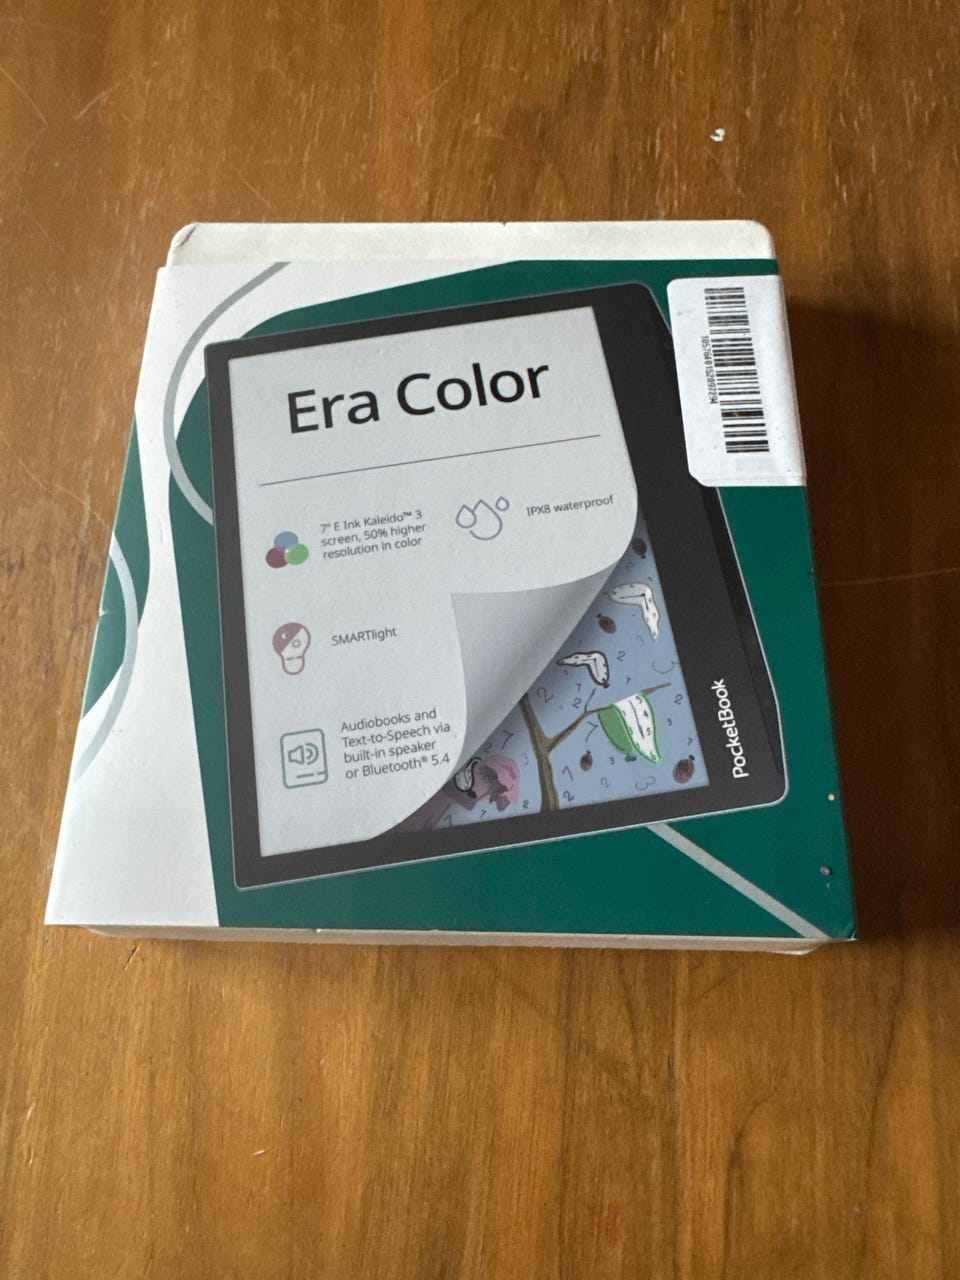 Era Color
7" E Ink Kaleido™ 3
screen, 50% higher
resolution in color
IPX8 waterproof
SMARTlight
Audiobooks and
Text-to-Speech via
built-in speaker
or Bluetooth® 5.4
PocketBook